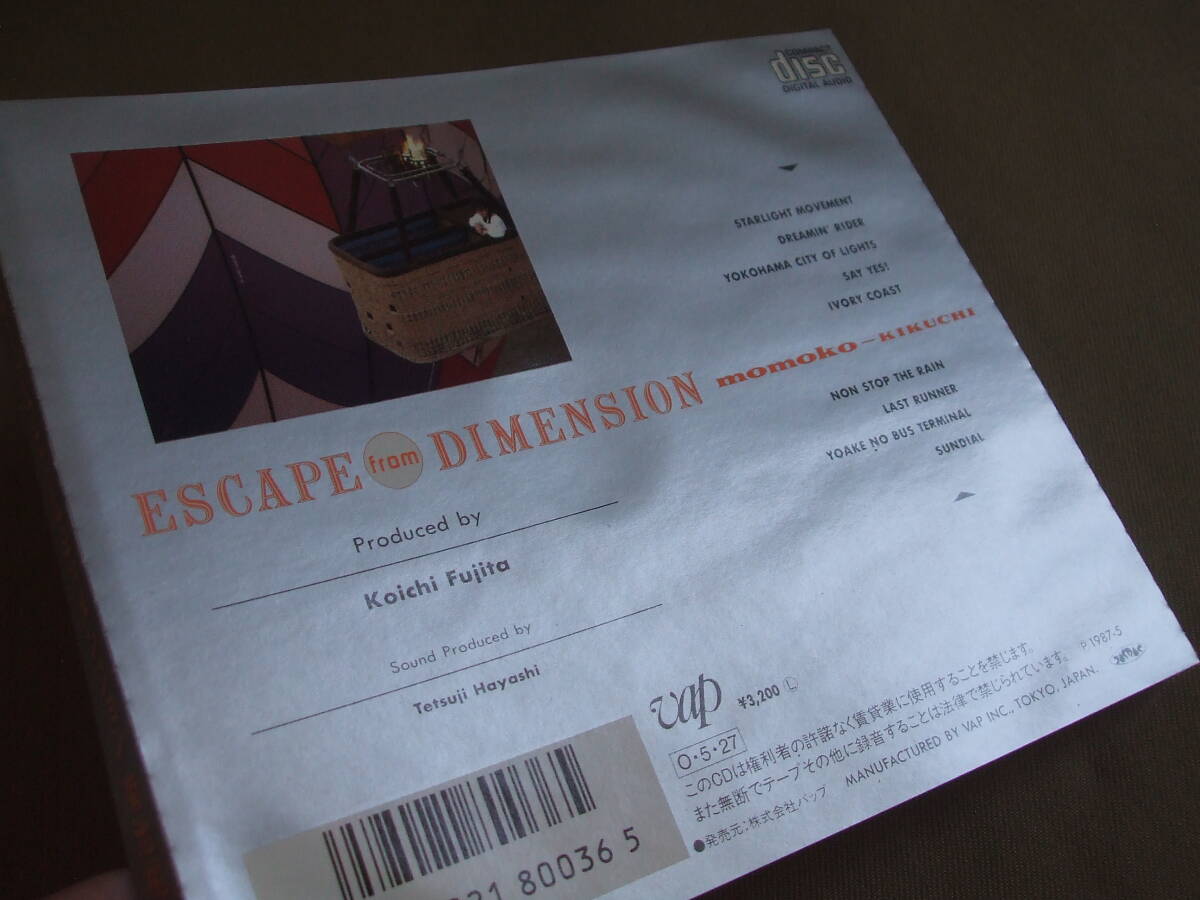 COMPACT
disc
DIGITAL AUDIO
STARLIGHT MOVEMENT
DREAMIN' RIDER
YOKOHAMA CITY OF LIGHTS
SAY YES!
IVORY COAST
ESCAPE from DIMENSION momoko-KIKUCHI
NON STOP THE RAIN
LAST RUNNER
YOAKE NO BUS TERMINAL
SUNDIAL
Produced by
Koichi Fujita
Sound Produced by
Tetsuji Hayashi
vap ¥3,200 Ⓛ
O・5・27
このCDは権利者の許諾なく賃貸業に使用することを禁じます。
また無断でテープその他に録音することは法律で禁じられています。 P 1987-5
●発売元:株式会社バップ MANUFACTURED BY VAP INC., TOKYO, JAPAN.
21 80036 5